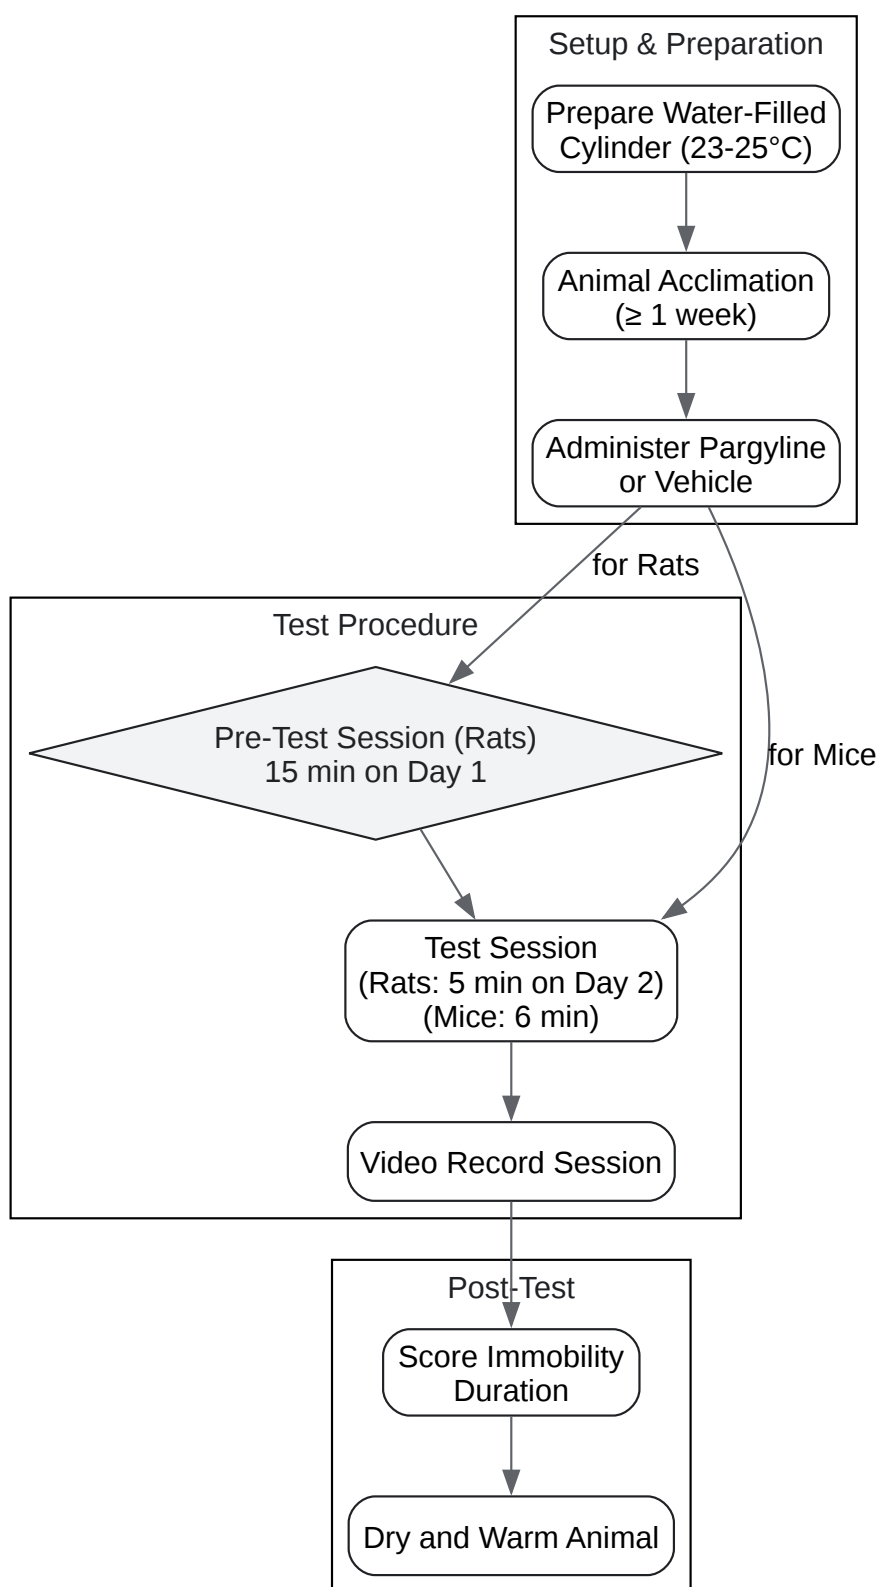 Setup & Preparation
Prepare Water-Filled
Cylinder (23-25°C)
Animal Acclimation
(≥ 1 week)
Administer Pargyline
or Vehicle
for Rats
Test Procedure
Pre-Test Session (Rats)
15 min on Day 1
for Mice
Test Session
(Rats: 5 min on Day 2)
(Mice: 6 min)
Video Record Session
Post-Test
Score Immobility
Duration
Dry and Warm Animal